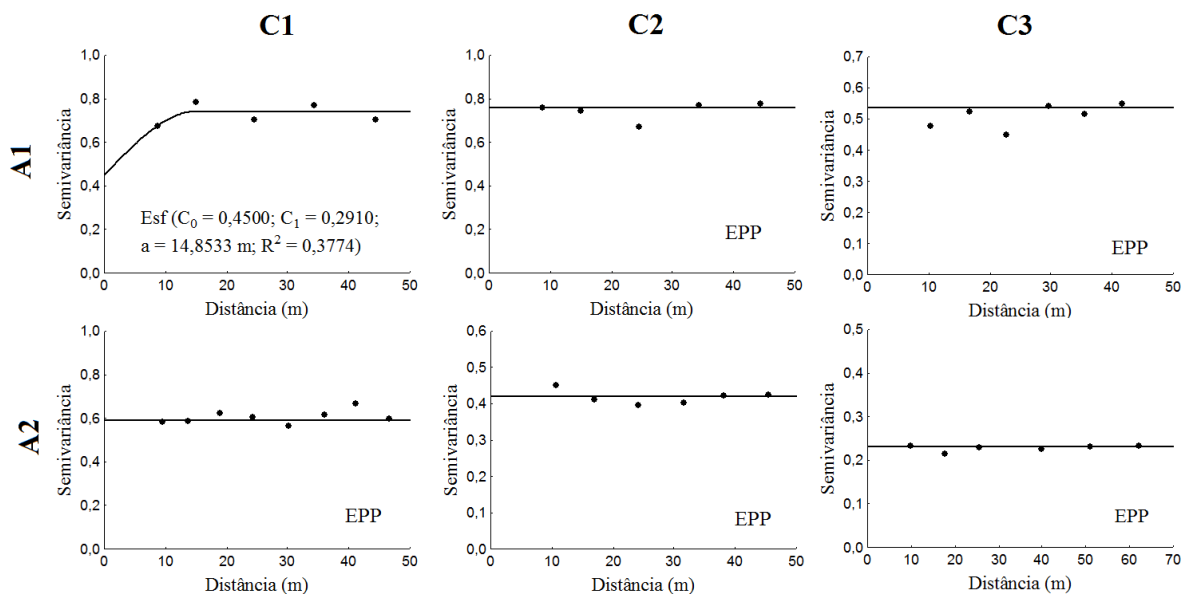 C1
C2
C3
A1
Semivariância
1,0
0,8
0,6
0,4
0,2
0,0
Esf (C0 = 0,4500; C1 = 0,2910;
a = 14,8533 m; R2 = 0,3774)
0 10 20 30 40 50
Distância (m)
Semivariância
1,0
0,8
0,6
0,4
0,2
0,0
EPP
0 10 20 30 40 50
Distância (m)
Semivariância
0,7
0,6
0,5
0,4
0,3
0,2
0,1
0,0
EPP
0 10 20 30 40 50
Distância (m)
A2
Semivariância
1,0
0,8
0,6
0,4
0,2
0,0
EPP
0 10 20 30 40 50
Distância (m)
Semivariância
0,6
0,5
0,4
0,3
0,2
0,1
0,0
EPP
0 10 20 30 40 50
Distância (m)
Semivariância
0,5
0,4
0,3
0,2
0,1
0,0
EPP
0 10 20 30 40 50 60 70
Distância (m)